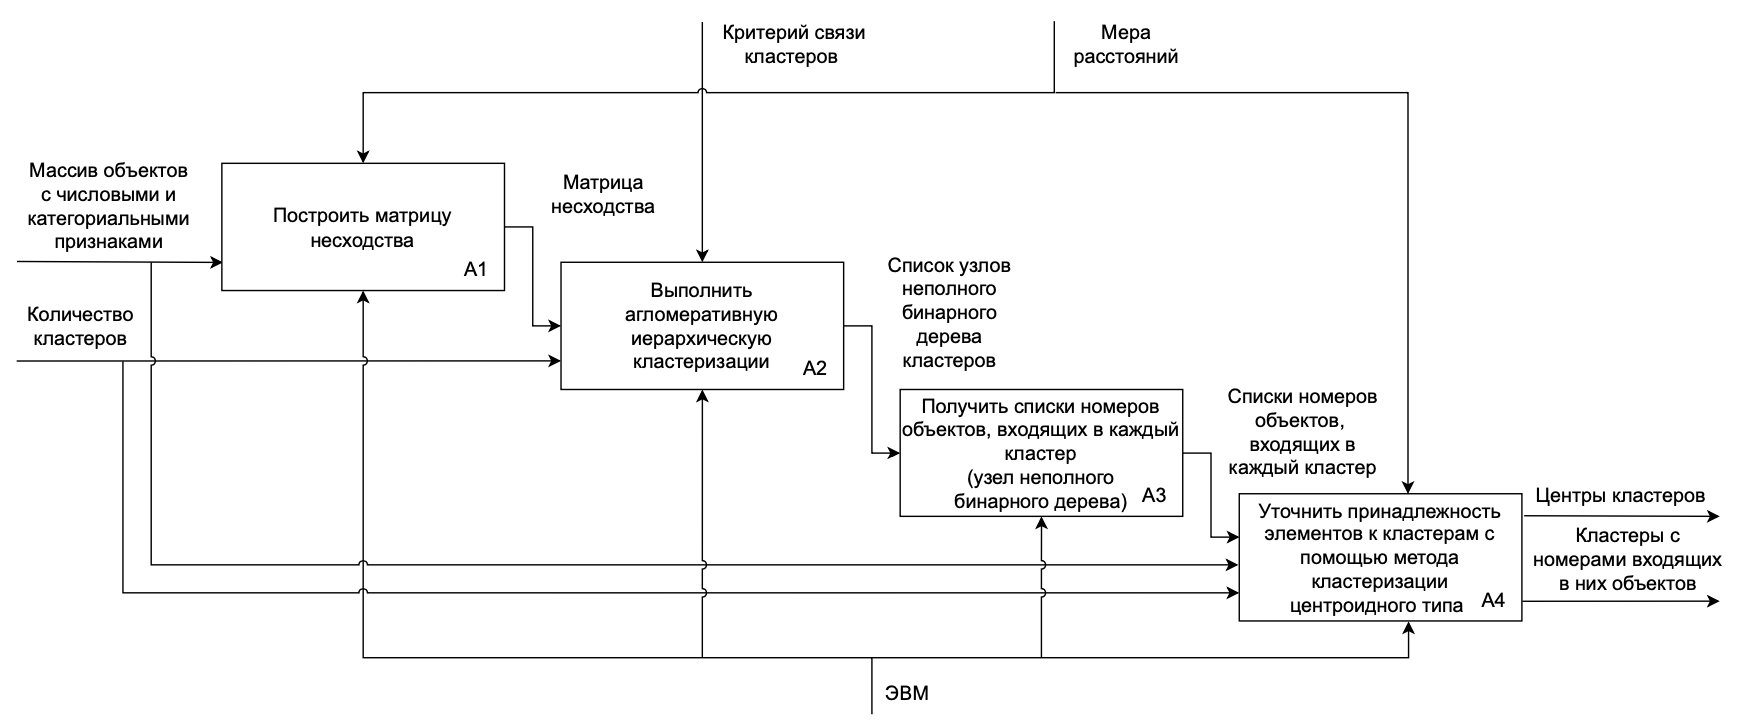 Критерий связи
кластеров
Мера
расстояний
Массив объектов
с числовыми и
категориальными
признаками
Построить матрицу
несходства
A1
Матрица
несходства
Количество
кластеров
Выполнить
агломеративную
иерархическую
кластеризации
A2
Список узлов
неполного
бинарного
дерева
кластеров
Получить списки номеров
объектов, входящих в каждый
кластер
(узел неполного
бинарного дерева)
A3
Списки номеров
объектов,
входящих в
каждый кластер
Уточнить принадлежность
элементов к кластерам с
помощью метода
кластеризации
центроидного типа
A4
Центры кластеров
Кластеры с
номерами входящих
в них объектов
ЭВМ